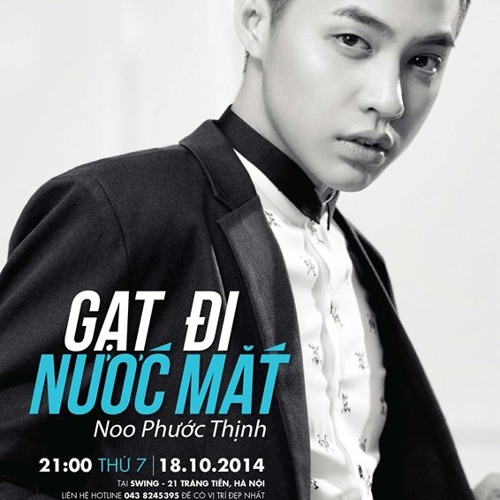 GẠT ĐI
NƯỚC MẮT
Noo Phước Thịnh
21:00 THỨ 7 | 18.10.2014
TẠI SWING - 21 TRÀNG TIỀN, HÀ NỘI
LIÊN HỆ HOTLINE 043 8245395 ĐỂ CÓ VỊ TRÍ ĐẸP NHẤT